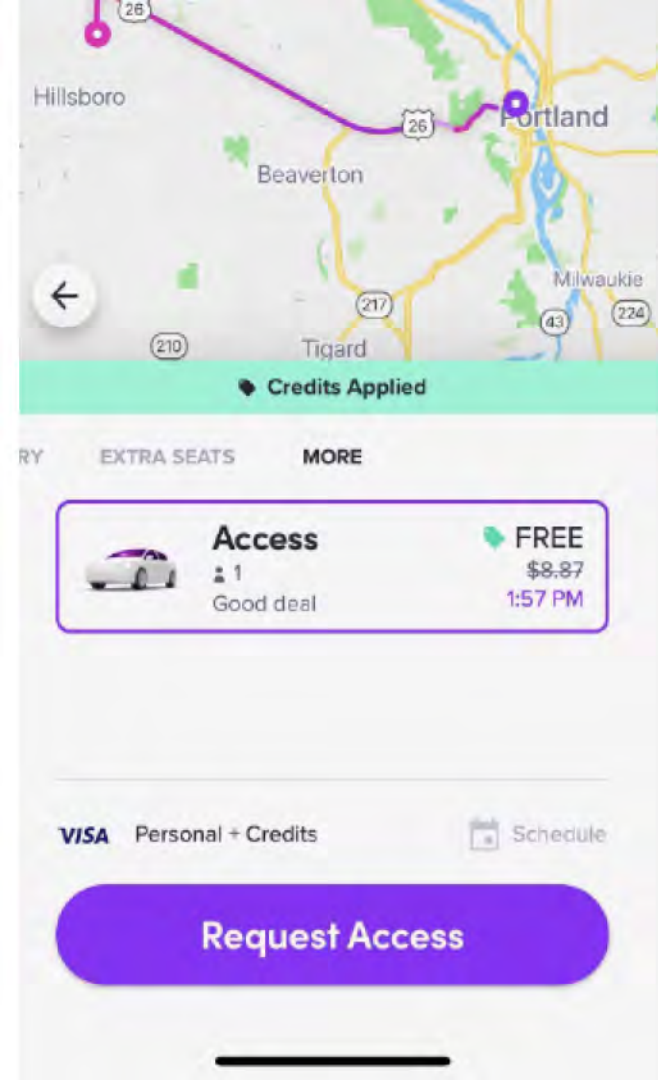 26
Hillsboro
26
Portland
Beaverton
Milwaukie
217
43
224
210
Tigard
Credits Applied
RY
EXTRA SEATS
MORE
Access
FREE
1
$8.87
Good deal
1:57 PM
VISA
Personal + Credits
Schedule
Request Access